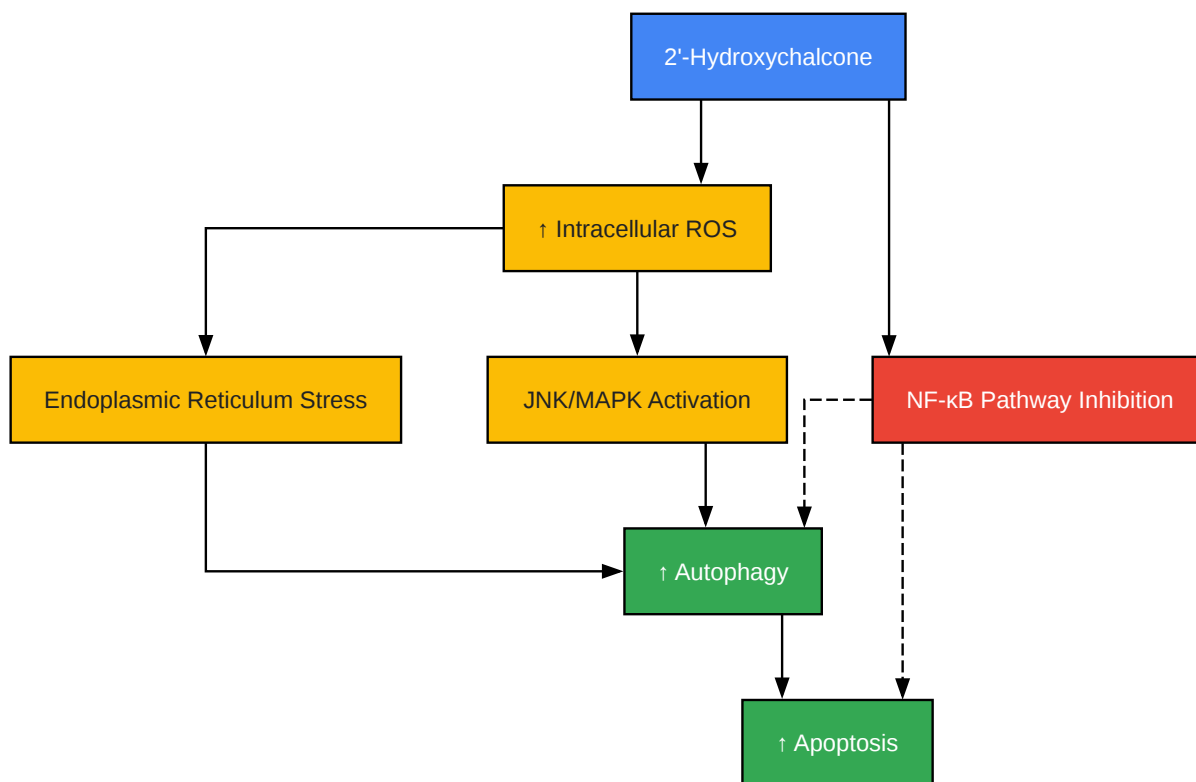 2'-Hydroxychalcone
↑ Intracellular ROS
Endoplasmic Reticulum Stress
JNK/MAPK Activation
NF-κB Pathway Inhibition
↑ Autophagy
↑ Apoptosis